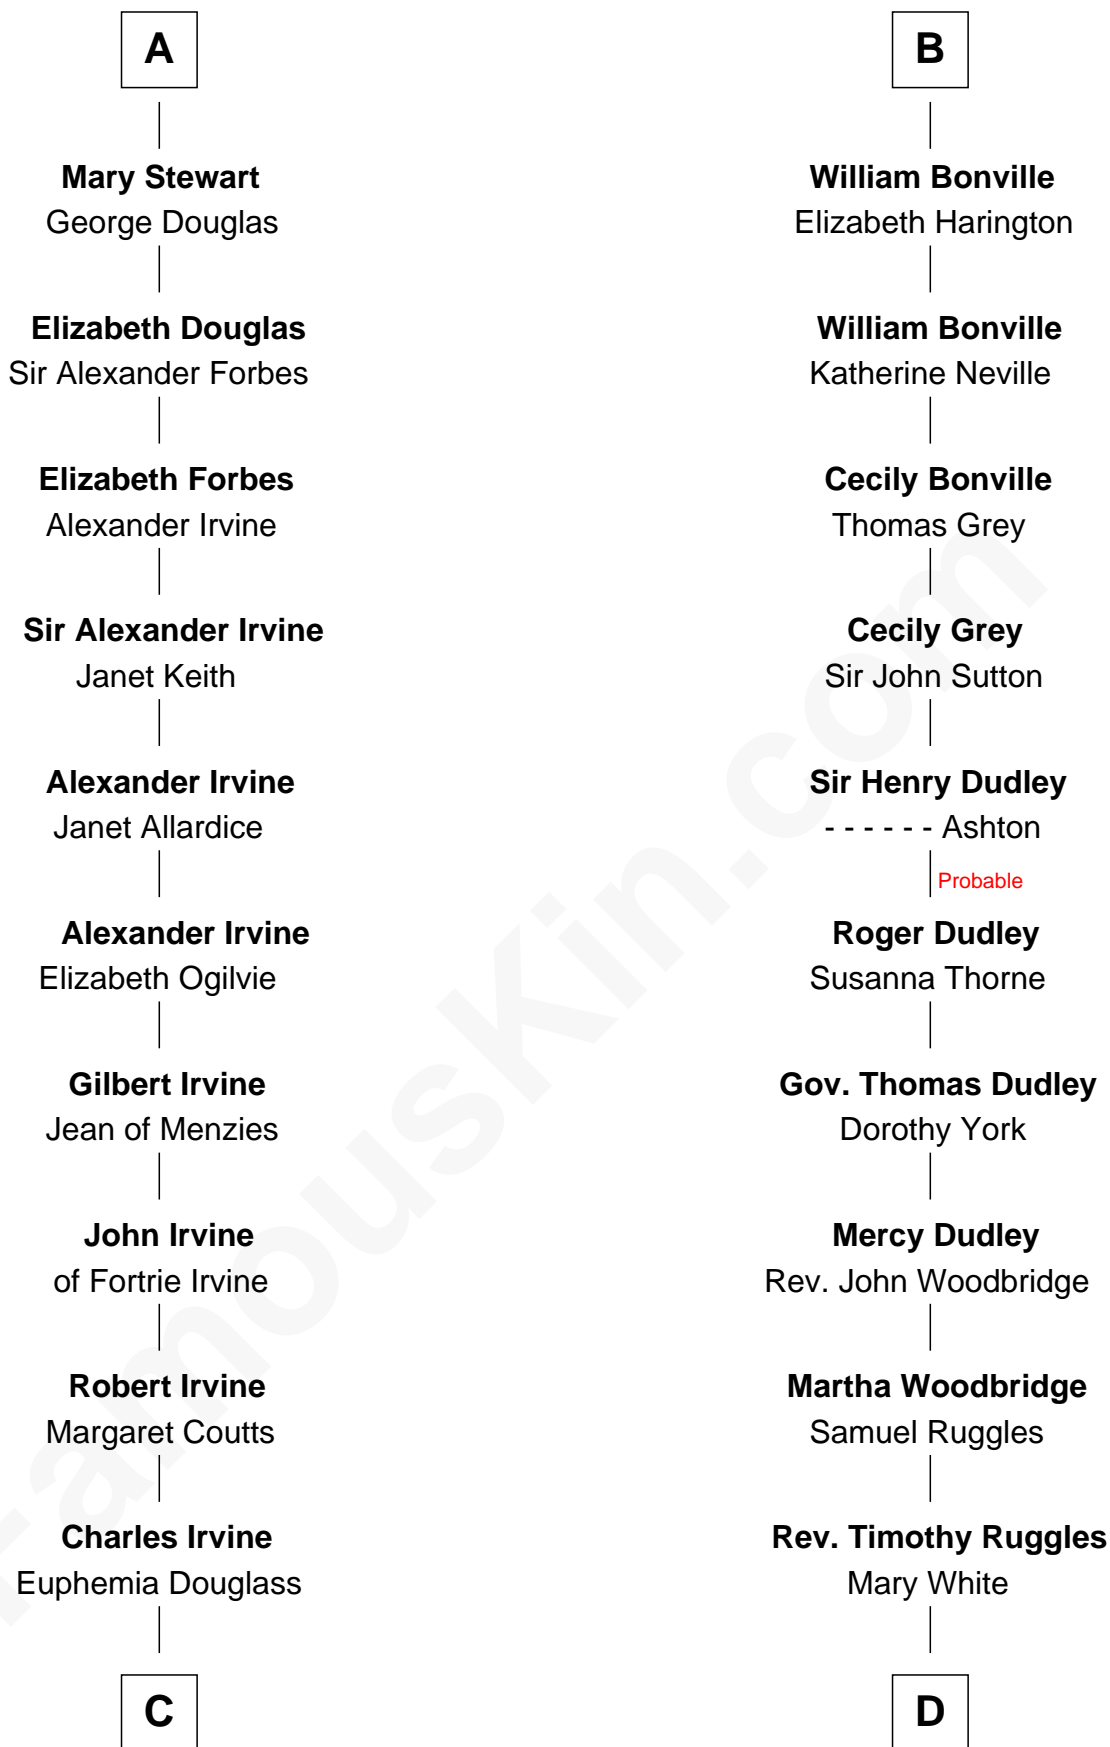 A
Mary Stewart
George Douglas
Elizabeth Douglas
Sir Alexander Forbes
Elizabeth Forbes
Alexander Irvine
Sir Alexander Irvine
Janet Keith
Alexander Irvine
Janet Allardice
Alexander Irvine
Elizabeth Ogilvie
Gilbert Irvine
Jean of Menzies
John Irvine
of Fortrie Irvine
Robert Irvine
Margaret Coutts
Charles Irvine
Euphemia Douglass
C
B
William Bonville
Elizabeth Harington
William Bonville
Katherine Neville
Cecily Bonville
Thomas Grey
Cecily Grey
Sir John Sutton
Sir Henry Dudley
- - - - - - Ashton
Probable
Roger Dudley
Susanna Thorne
Gov. Thomas Dudley
Dorothy York
Mercy Dudley
Rev. John Woodbridge
Martha Woodbridge
Samuel Ruggles
Rev. Timothy Ruggles
Mary White
D
FamousKin.com